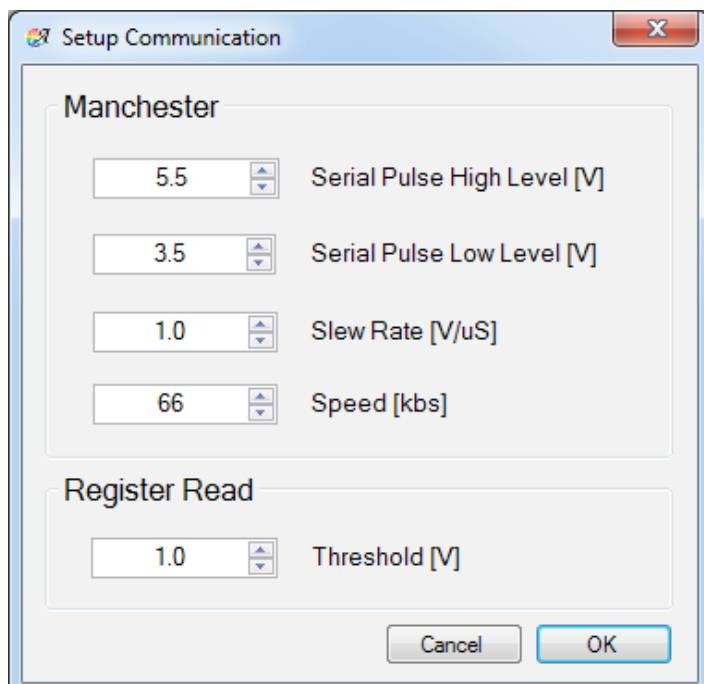 Setup Communication
Manchester
5.5 Serial Pulse High Level [V]
3.5 Serial Pulse Low Level [V]
1.0 Slew Rate [V/uS]
66 Speed [kbs]
Register Read
1.0 Threshold [V]
Cancel OK